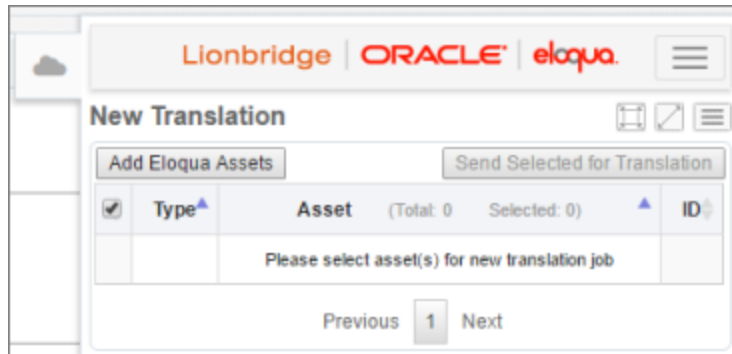 Lionbridge ORACLE eloqua.
New Translation
Add Eloqua Assets Send Selected for Translation
Type Asset (Total: 0 Selected: 0) ID
Please select asset(s) for new translation job
Previous 1 Next